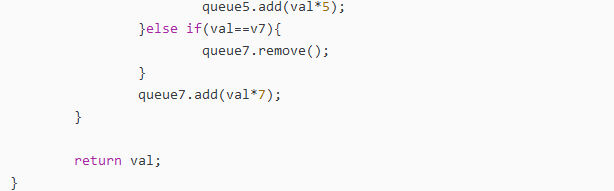 queue5.add(val*5);
}else if(val==v7){
queue7.remove();
}
queue7.add(val*7);
}
return val;
}